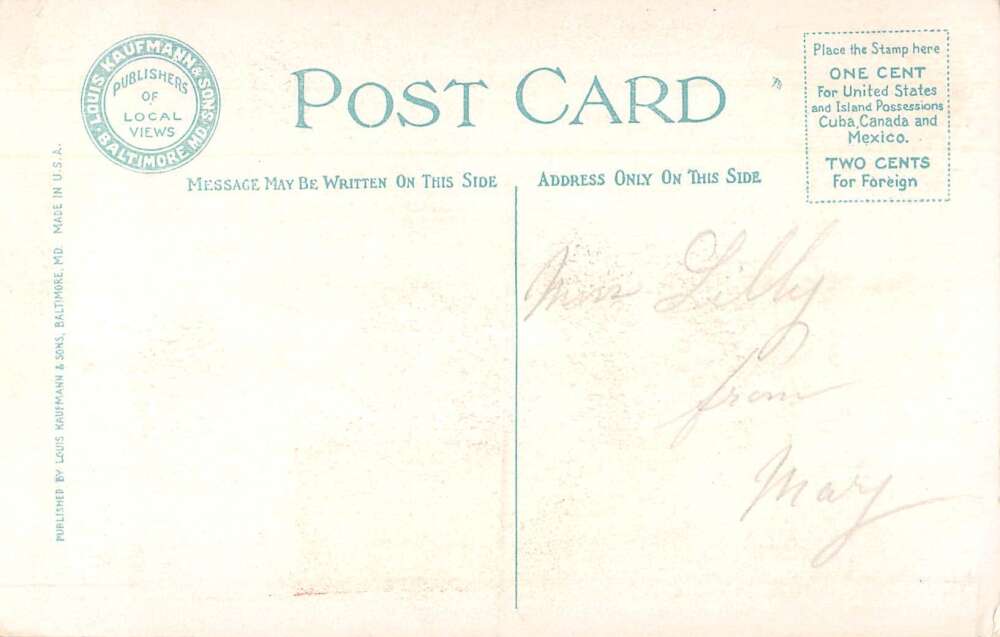 LOUIS KAUFMANN & SONS
BALTIMORE, MD.
PUBLISHERS
OF
LOCAL
VIEWS
POST CARD
Place the Stamp here
ONE CENT
For United States
and Island Possessions
Cuba, Canada and
Mexico.
TWO CENTS
For Foreign
MESSAGE MAY BE WRITTEN ON THIS SIDE
ADDRESS ONLY ON THIS SIDE
PUBLISHED BY LOUIS KAUFMANN & SONS, BALTIMORE, MD. MADE IN U.S.A.
Miss Lilly
from
Mary